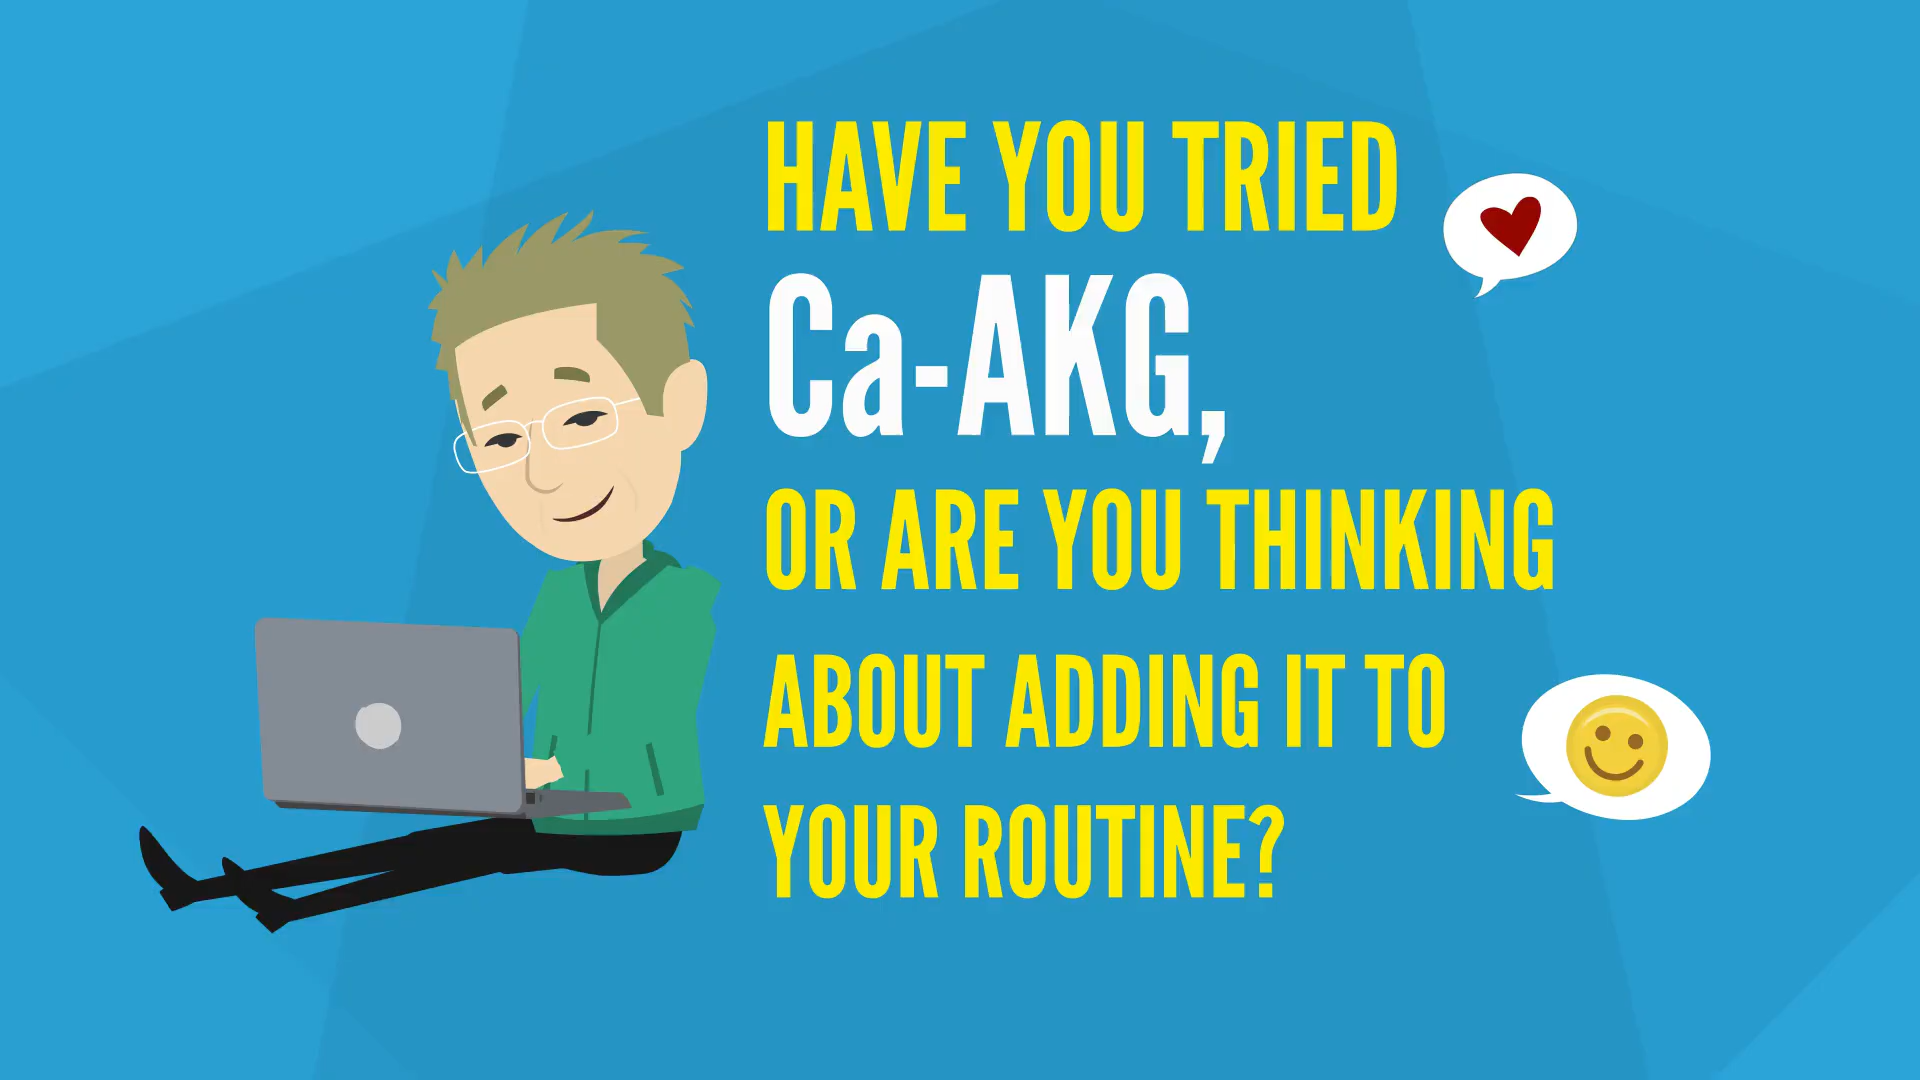 HAVE YOU TRIED
Ca-AKG,
OR ARE YOU THINKING
ABOUT ADDING IT TO
YOUR ROUTINE?